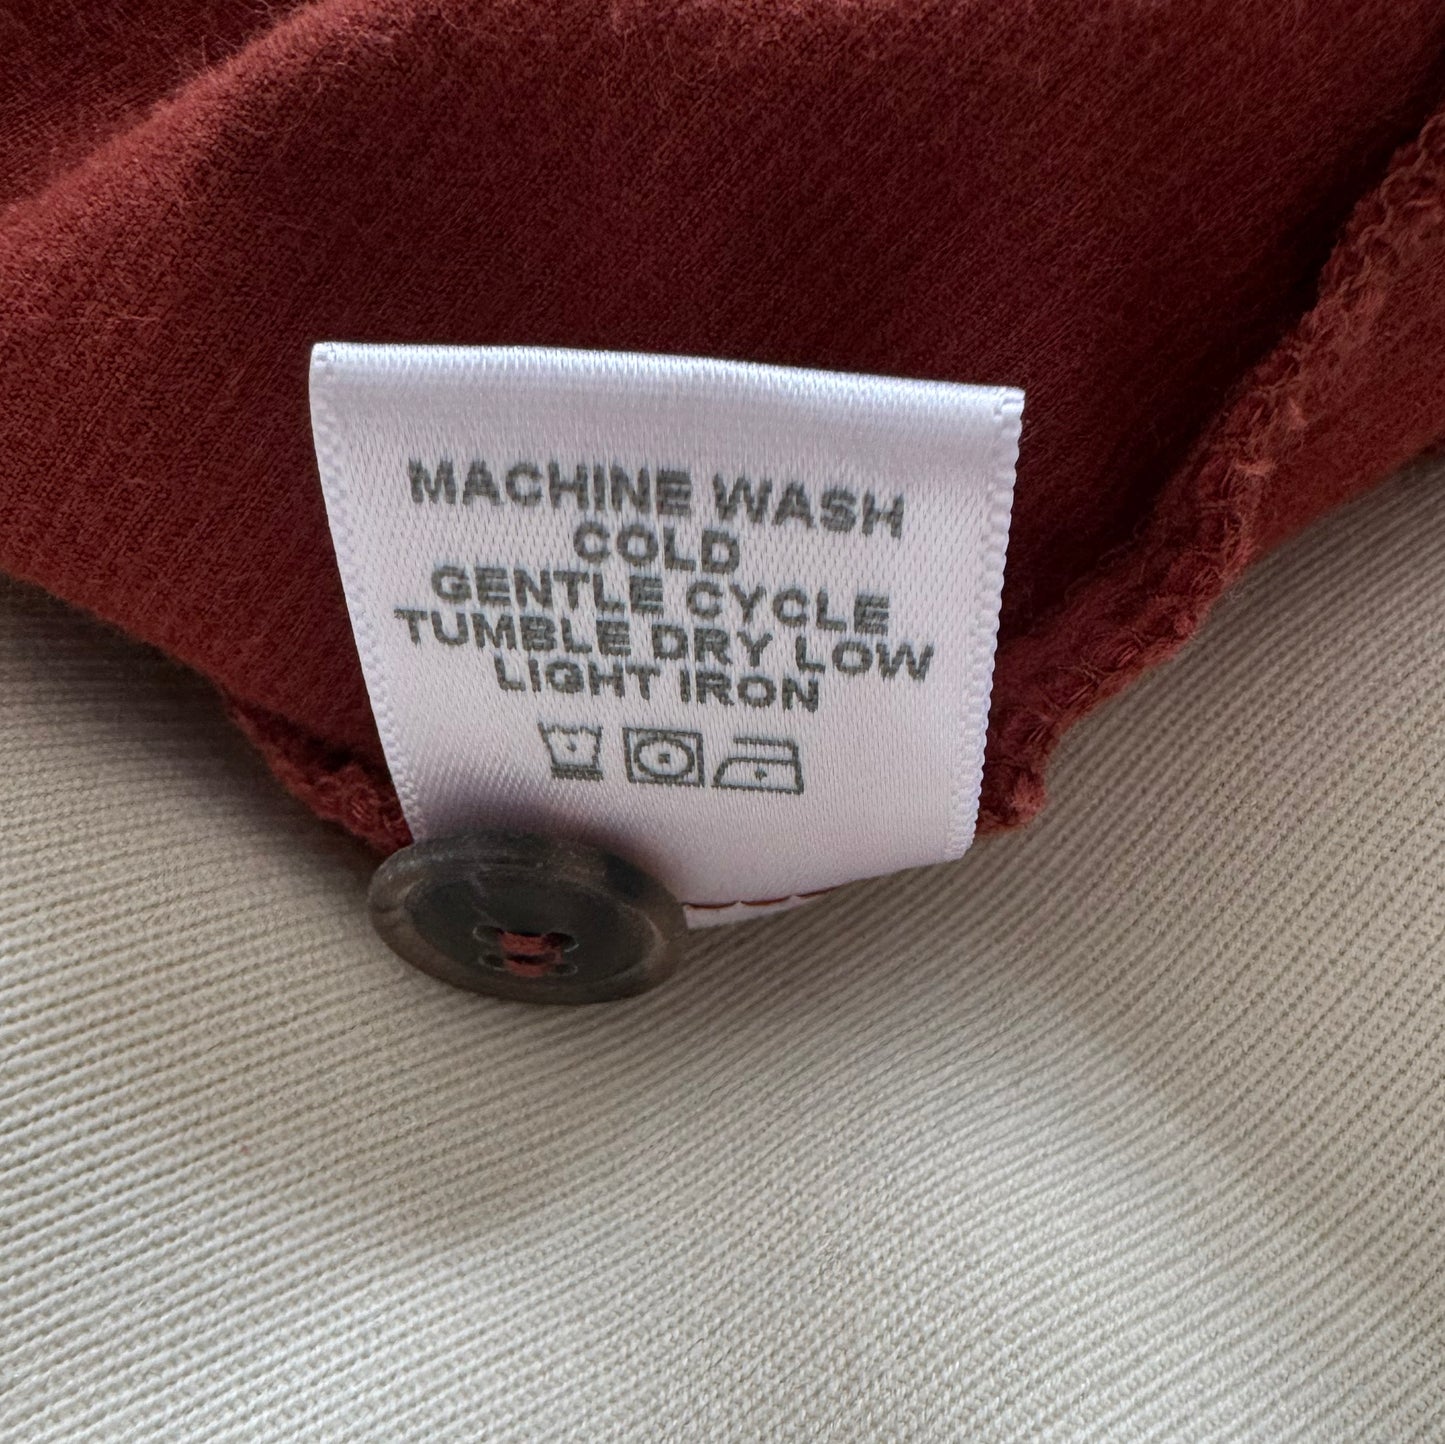 MACHINE WASH
COLD
GENTLE CYCLE
TUMBLE DRY LOW
LIGHT IRON